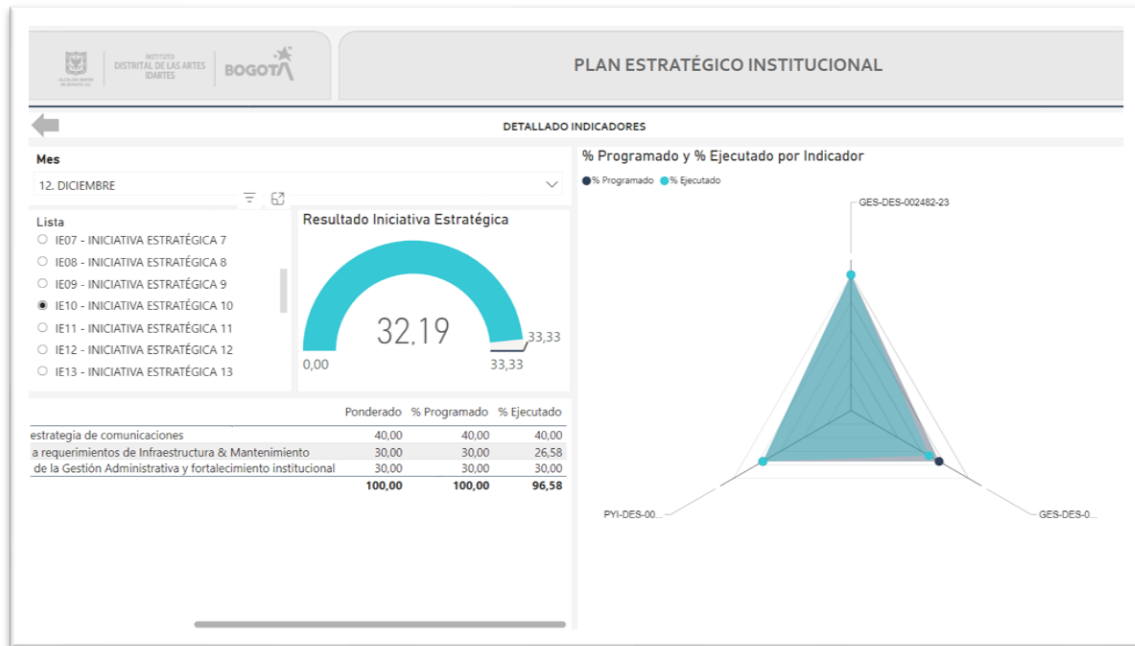 INSTITUTO
DISTRITAL DE LAS ARTES
IDARTES
ALCALDÍA MAYOR
DE BOGOTÁ D.C.
BOGOTÁ
PLAN ESTRATÉGICO INSTITUCIONAL
DETALLADO INDICADORES
Mes
12. DICIEMBRE
Lista
IE07 - INICIATIVA ESTRATÉGICA 7
IE08 - INICIATIVA ESTRATÉGICA 8
IE09 - INICIATIVA ESTRATÉGICA 9
IE10 - INICIATIVA ESTRATÉGICA 10
IE11 - INICIATIVA ESTRATÉGICA 11
IE12 - INICIATIVA ESTRATÉGICA 12
IE13 - INICIATIVA ESTRATÉGICA 13
Resultado Iniciativa Estratégica
32,19
33,33
0,00
33,33
Ponderado % Programado % Ejecutado
estrategia de comunicaciones 40,00 40,00 40,00
a requerimientos de Infraestructura & Mantenimiento 30,00 30,00 26,58
de la Gestión Administrativa y fortalecimiento institucional 30,00 30,00 30,00
100,00 100,00 96,58
% Programado y % Ejecutado por Indicador
% Programado % Ejecutado
GES-DES-002482-23
PYI-DES-00...
GES-DES-0...